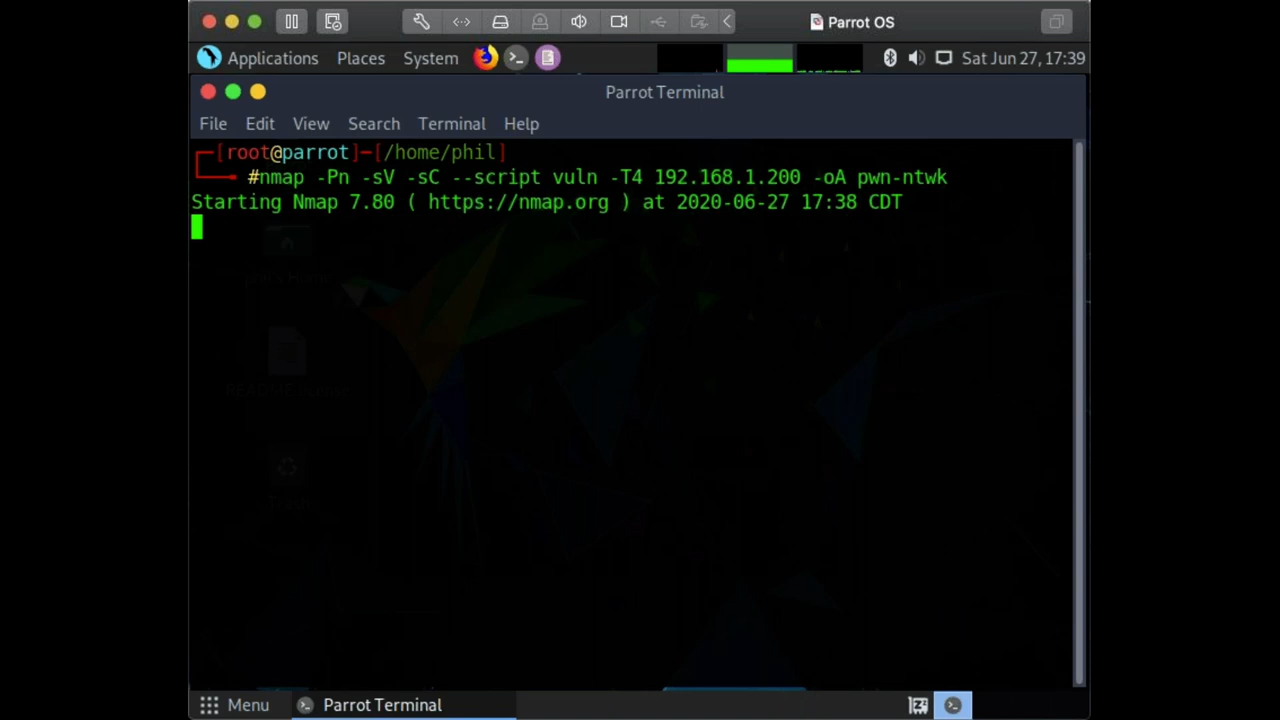 Parrot OS
Applications Places System Sat Jun 27, 17:39
Parrot Terminal
File Edit View Search Terminal Help
[root@parrot]─[/home/phil]
#nmap -Pn -sV -sC --script vuln -T4 192.168.1.200 -oA pwn-ntwk
Starting Nmap 7.80 ( https://nmap.org ) at 2020-06-27 17:38 CDT
Menu Parrot Terminal